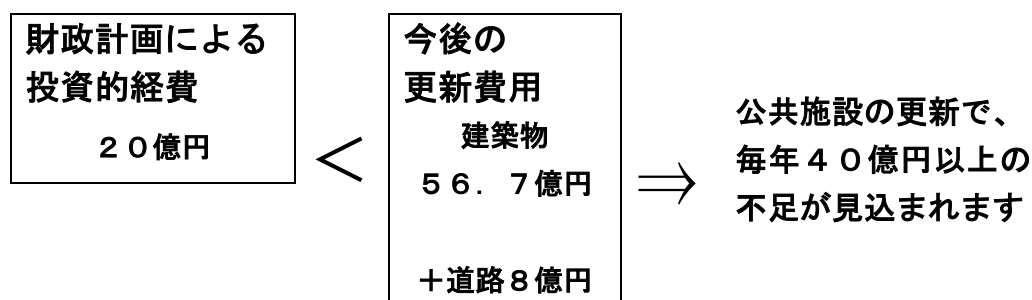 財政計画による
投資的経費
２０億円
＜
今後の
更新費用
建築物
５６．７億円
＋道路８億円
⇒
公共施設の更新で、
毎年４０億円以上の
不足が見込まれます